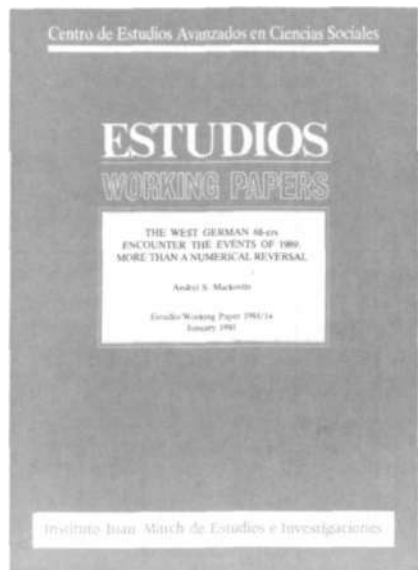 Centro de Estudios Avanzados en Ciencias Sociales
ESTUDIOS
WORKING PAPERS
THE WEST GERMAN 68-ers
ENCOUNTER THE EVENTS OF 1989:
MORE THAN A NUMERICAL REVERSAL
Andrei S. Markovits
Estudio/Working Paper
January
Instituto Juan March de Estudios e Investigaciones